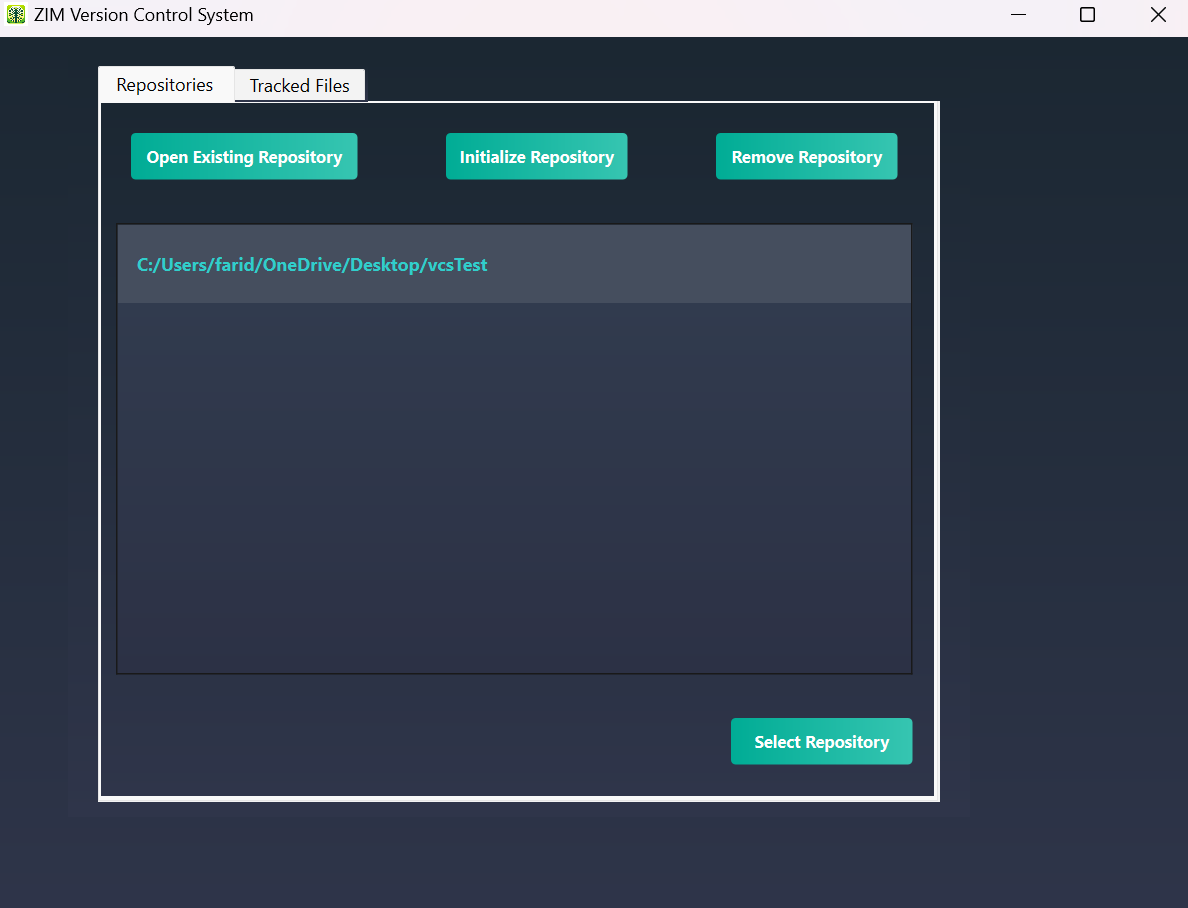 ZIM Version Control System
Repositories
Tracked Files
Open Existing Repository
Initialize Repository
Remove Repository
C:/Users/farid/OneDrive/Desktop/vcsTest
Select Repository